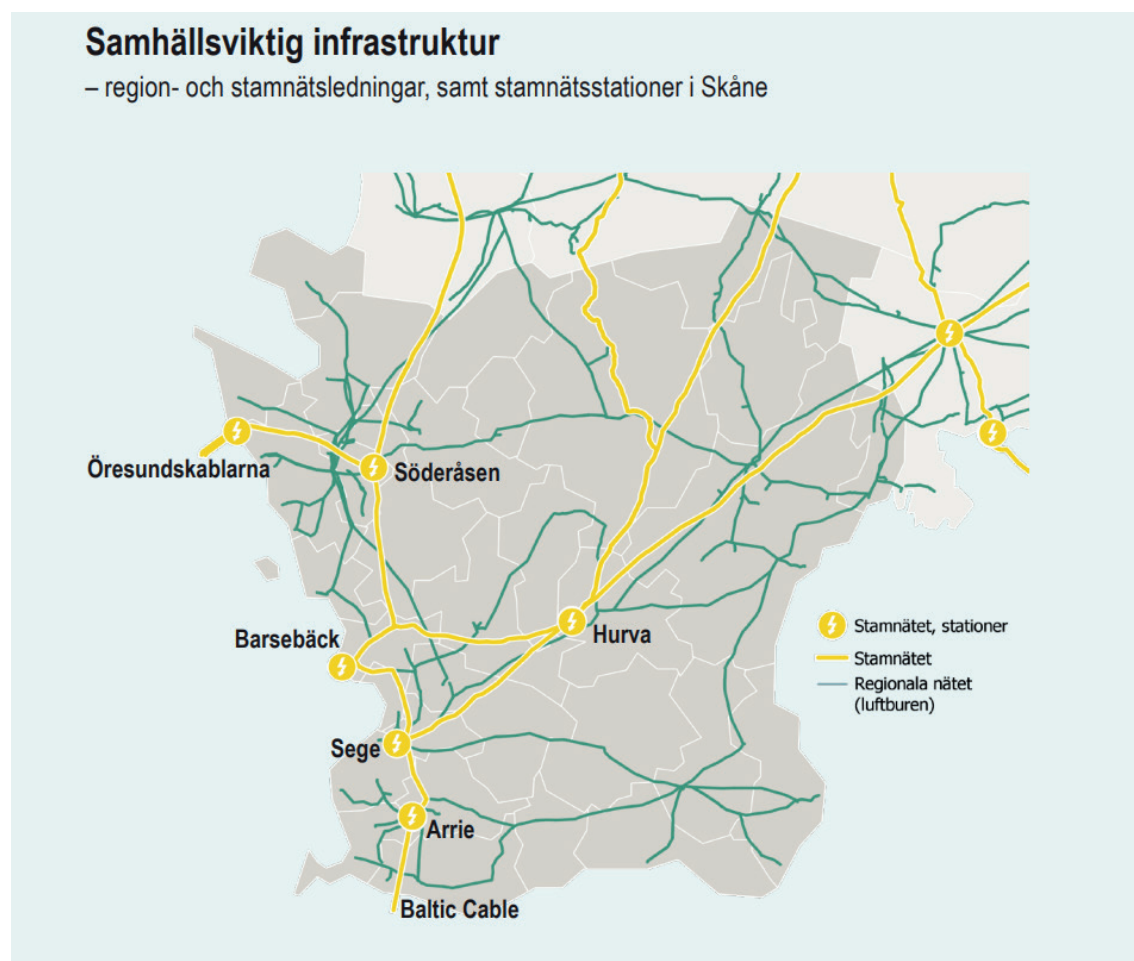 Samhällsviktig infrastruktur
– region- och stamnätsledningar, samt stamnätsstationer i Skåne
Öresundskablarna
Söderåsen
Barsebäck
Hurva
Stamnätet, stationer
Stamnätet
Regionala nätet
(luftburen)
Sege
Arrie
Baltic Cable